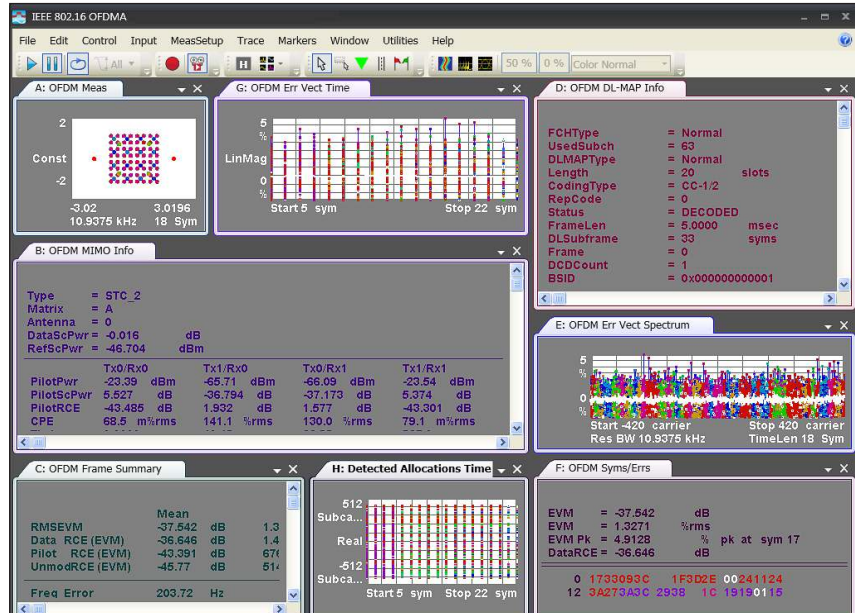 IEEE 802.16 OFDMA
File Edit Control Input MeasSetup Trace Markers Window Utilities Help
All 50 % 0 % Color Normal
A: OFDM Meas
2
Const
-2
-3.02 3.0196
10.9375 kHz 18 Sym
G: OFDM Err Vect Time
5
%
LinMag
0
%
Start 5 sym Stop 22 sym
D: OFDM DL-MAP Info
FCHType = Normal
UsedSubch = 63
DLMAPType = Normal
Length = 20 slots
CodingType = CC-1/2
RepCode = 0
Status = DECODED
FrameLen = 5.0000 msec
DLSubframe = 33 syms
Frame = 0
DCDCount = 1
BSID = 0x000000000001
B: OFDM MIMO Info
Type = STC_2
Matrix = A
Antenna = 0
DataScPwr = -0.016 dB
RefScPwr = -46.704 dBm
Tx0/Rx0 Tx1/Rx0 Tx0/Rx1 Tx1/Rx1
PilotPwr -23.39 dBm -65.71 dBm -66.09 dBm -23.54 dBm
PilotScPwr 5.527 dB -36.794 dB -37.173 dB 5.374 dB
PilotRCE -43.485 dB 1.932 dB 1.577 dB -43.301 dB
CPE 68.5 m%rms 141.1 %rms 130.0 %rms 79.1 m%rms
E: OFDM Err Vect Spectrum
5
%
0
%
Start -420 carrier Stop 420 carrier
Res BW 10.9375 kHz TimeLen 18 Sym
C: OFDM Frame Summary
Mean
RMSEVM -37.542 dB 1.3
Data RCE (EVM) -36.646 dB 1.4
Pilot RCE (EVM) -43.391 dB 676
UnmodRCE (EVM) -45.77 dB 514
Freq Error 203.72 Hz
H: Detected Allocations Time
512
Subca...
Real
-512
Subca...
Start 5 sym Stop 22 sym
F: OFDM Syms/Errs
EVM = -37.542 dB
EVM = 1.3271 %rms
EVM Pk = 4.9128 % pk at sym 17
DataRCE = -36.646 dB
0 1733093C 1F3D2E 00241124
12 3A273A3C 2938 1C 19190115